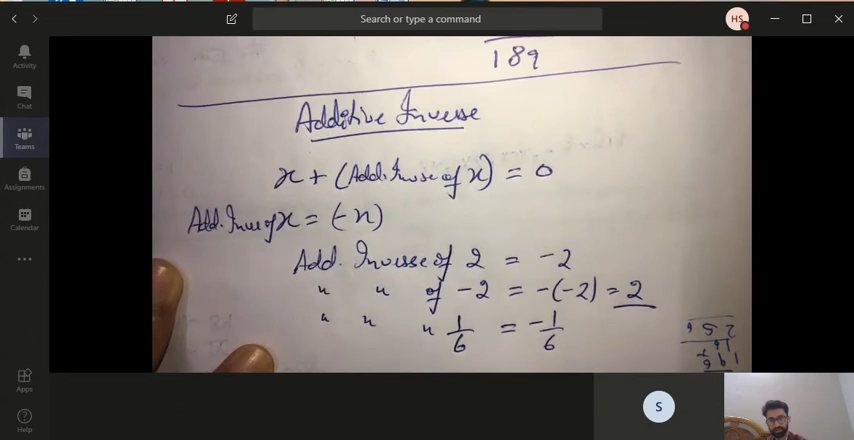 Search or type a command
HS
Activity
Chat
Teams
Assignments
Calendar
Apps
Help
189
Additive Inverse
x + (Add. Inverse of x) = 0
Add. Inver of x = (-x)
Add. Inverse of 2 = -2
" " of -2 = -(-2) = 2
" " " 1/6 = -1/6
S